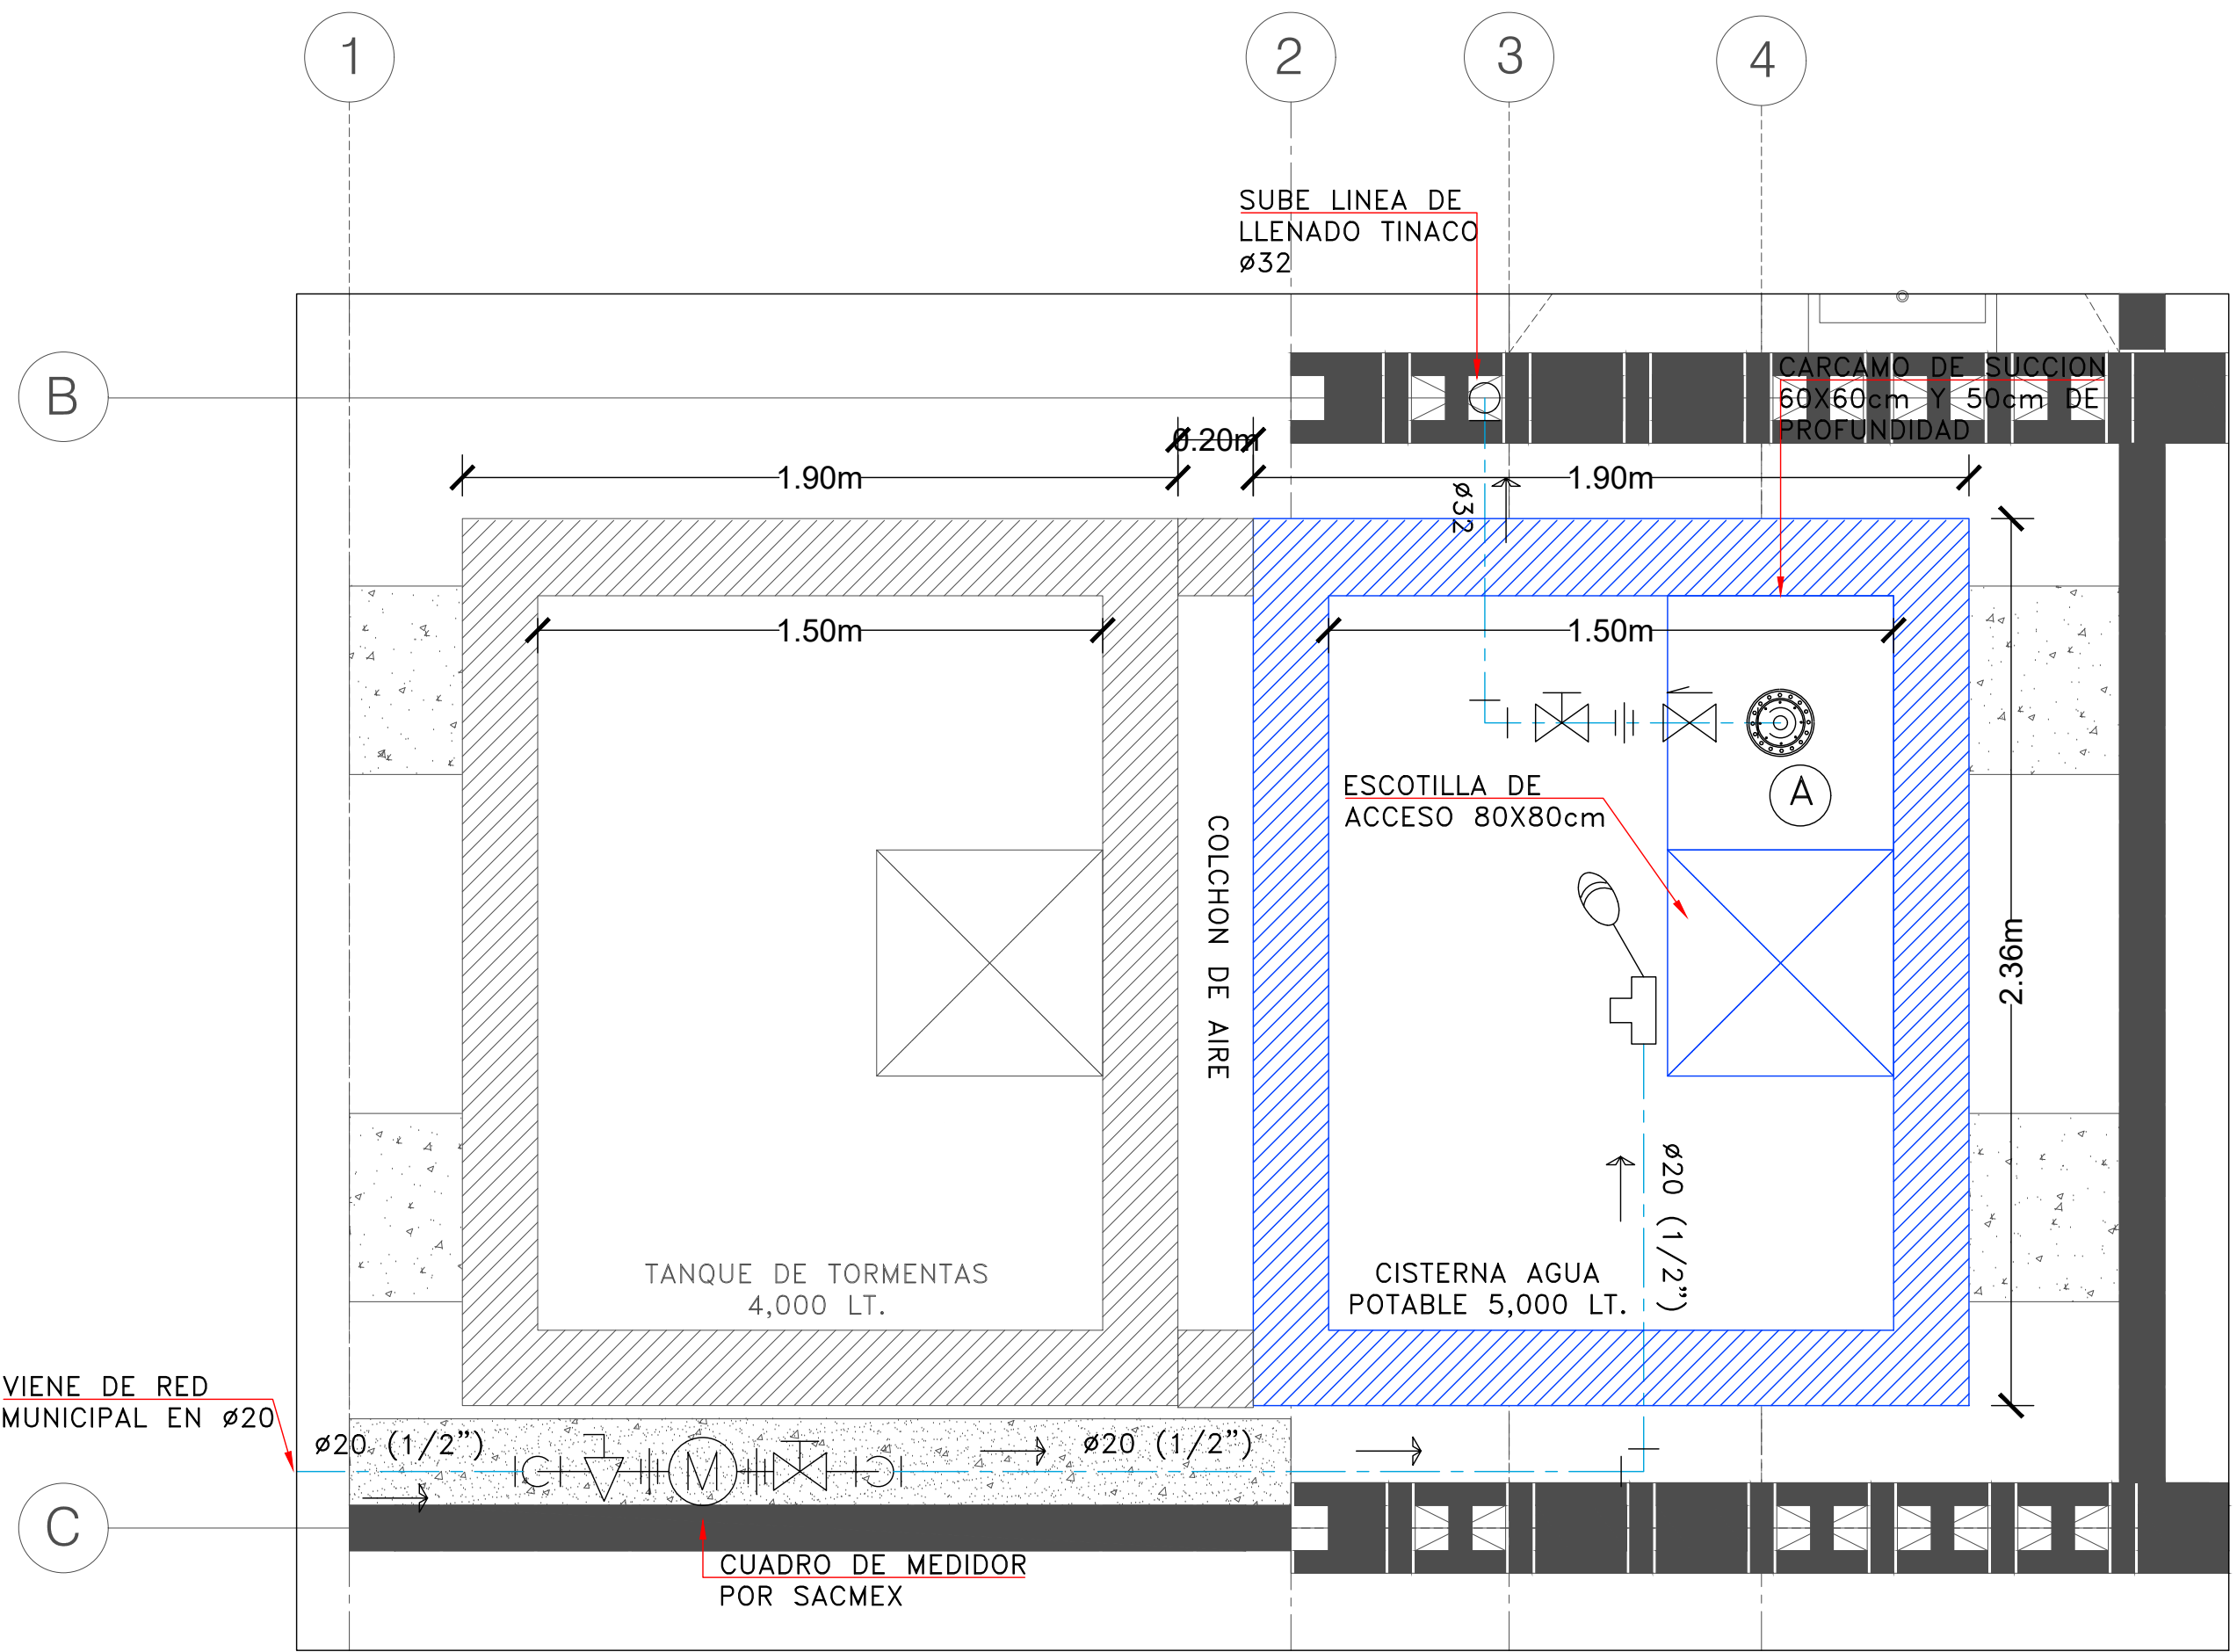 1
2
3
4
SUBE LINEA DE
LLENADO TINACO
ø32
B
CARCAMO DE SUCCION
60X60cm Y 50cm DE
PROFUNDIDAD
0.20m
1.90m
1.90m
ø32
1.50m
1.50m
ESCOTILLA DE
ACCESO 80X80cm
A
COLCHON DE AIRE
2.36m
ø20 (1/2")
TANQUE DE TORMENTAS
4,000 LT.
CISTERNA AGUA
POTABLE 5,000 LT.
VIENE DE RED
MUNICIPAL EN ø20
ø20 (1/2")
M
ø20 (1/2")
C
CUADRO DE MEDIDOR
POR SACMEX